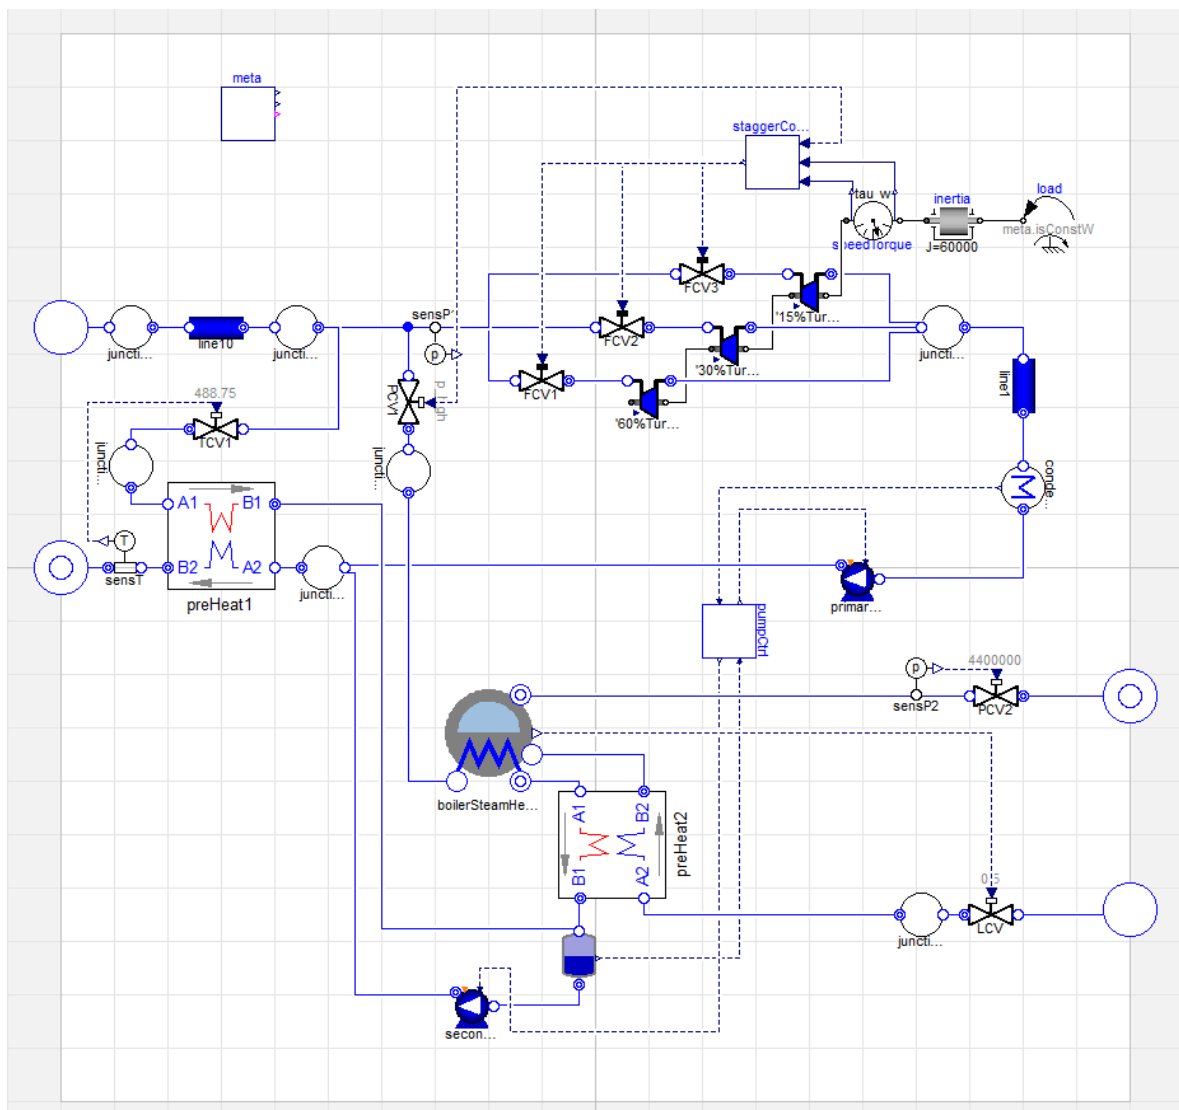 meta
staggerCo...
tau w
inertia
load
meta.isConstW
speedTorque
J=60000
FCV3
'15%Tur...
sensP1
juncti...
line10
juncti...
p
FCV2
'30%Tur...
juncti...
488.75
PCV1
p_high
FCV1
'60%Tur...
line1
TCV1
juncti...
juncti...
conde...
A1
B1
T
sensT
B2
A2
preHeat1
juncti...
primar...
pumpCtrl
p
4400000
sensP2
PCV2
boilerSteamHe...
A1
B2
preHeat2
B1
A2
0.5
juncti...
LCV
secon...